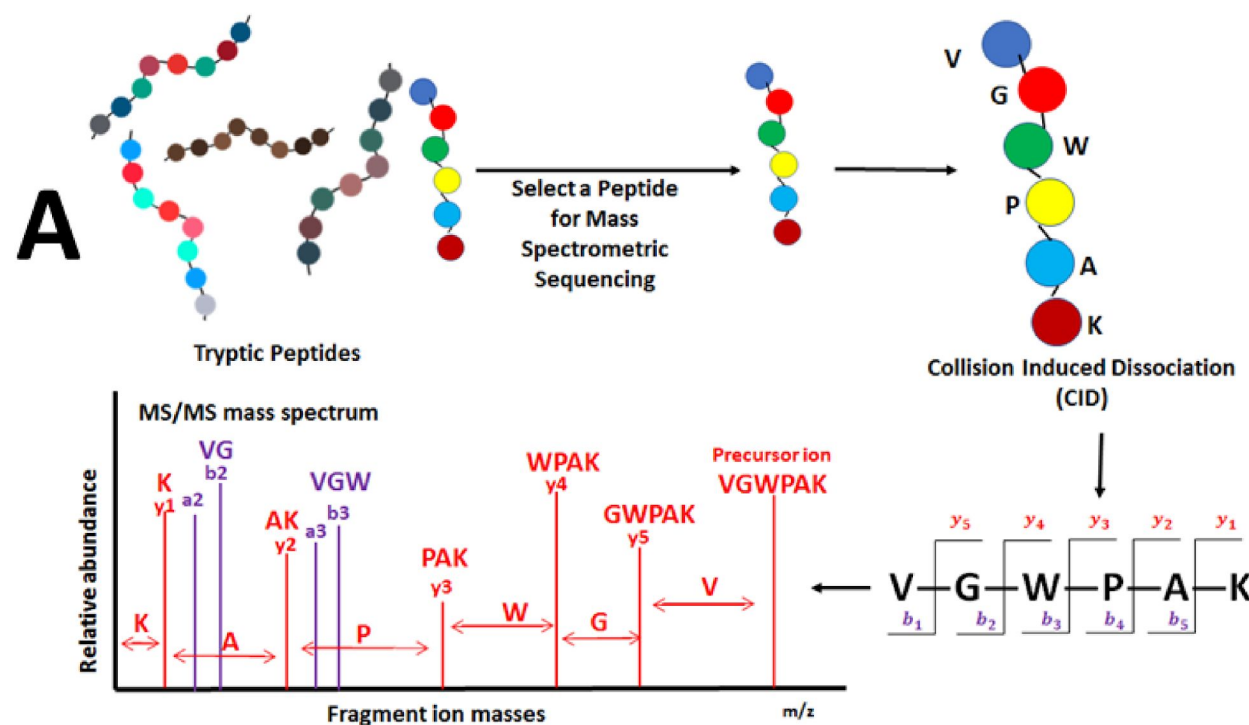 A
Tryptic Peptides
Select a Peptide
for Mass
Spectrometric
Sequencing
V
G
W
P
A
K
Collision Induced Dissociation
(CID)
MS/MS mass spectrum
Relative abundance
K
y1
a2
VG
b2
AK
y2
a3
VGW
b3
PAK
y3
WPAK
y4
GWPAK
y5
Precursor ion
VGWPAK
K
A
P
W
G
V
Fragment ion masses
m/z
y5 y4 y3 y2 y1
V G W P A K
b1 b2 b3 b4 b5